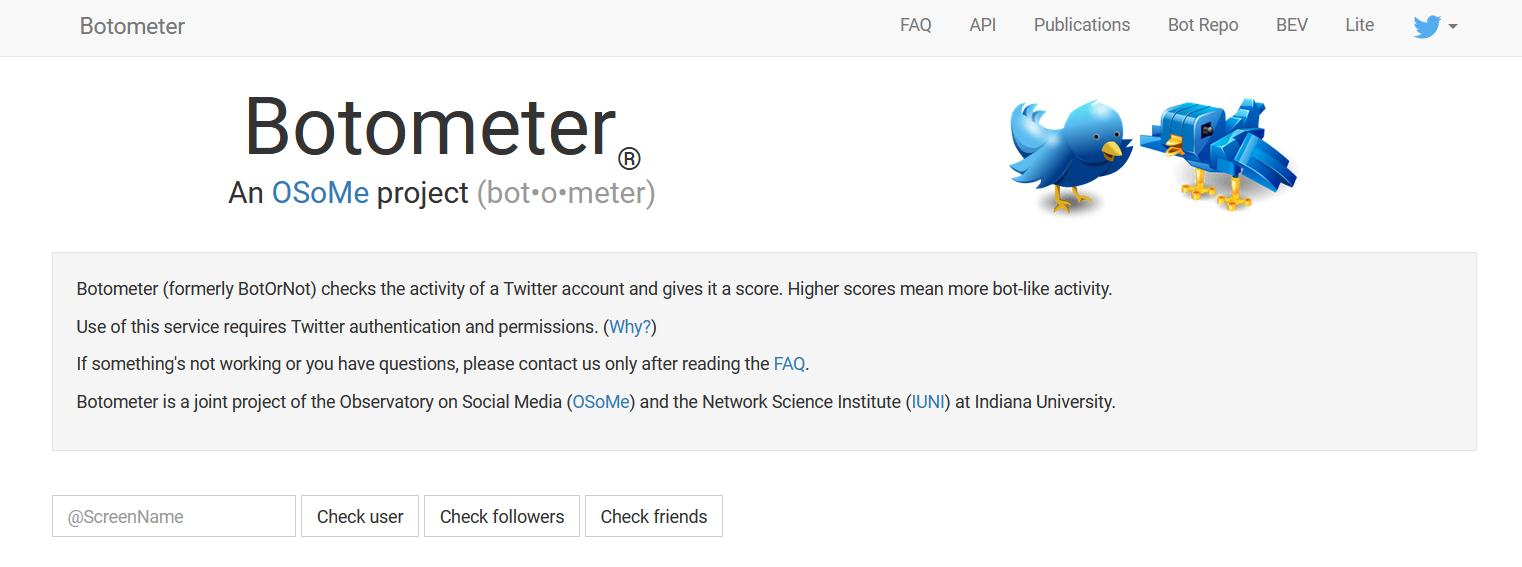 Botometer FAQ API Publications Bot Repo BEV Lite
Botometer®
An OSoMe project (bot•o•meter)
Botometer (formerly BotOrNot) checks the activity of a Twitter account and gives it a score. Higher scores mean more bot-like activity.
Use of this service requires Twitter authentication and permissions. (Why?)
If something's not working or you have questions, please contact us only after reading the FAQ.
Botometer is a joint project of the Observatory on Social Media (OSoMe) and the Network Science Institute (IUNI) at Indiana University.
@ScreenName Check user Check followers Check friends